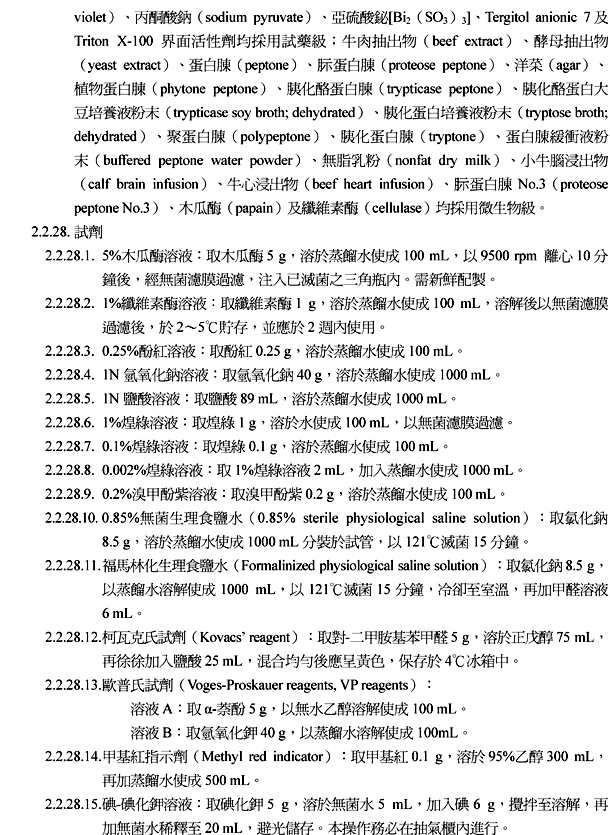 violet)、丙酮酸鈉(sodium pyruvate)、亞硫酸鉍[Bi₂(SO₃)₃]、Tergitol anionic 7 及
Triton X-100 界面活性劑均採用試藥級;牛肉抽出物(beef extract)、酵母抽出物
(yeast extract)、蛋白腖(peptone)、脈蛋白腖(proteose peptone)、洋菜(agar)、
植物蛋白腖(phytone peptone)、胰化酪蛋白腖(trypticase peptone)、胰化酪蛋白大
豆培養液粉末(trypticase soy broth; dehydrated)、胰化蛋白培養液粉末(tryptose broth;
dehydrated)、聚蛋白腖(polypeptone)、胰化蛋白腖(tryptone)、蛋白腖緩衝液粉
末(buffered peptone water powder)、無脂乳粉(nonfat dry milk)、小牛腦浸出物
(calf brain infusion)、牛心浸出物(beef heart infusion)、脈蛋白腖 No.3(proteose
peptone No.3)、木瓜酶(papain)及纖維素酶(cellulase)均採用微生物級。
2.2.28. 試劑
2.2.28.1. 5%木瓜酶溶液:取木瓜酶 5 g,溶於蒸餾水使成 100 mL,以 9500 rpm 離心 10 分
鐘後,經無菌濾膜過濾,注入已滅菌之三角瓶內。需新鮮配製。
2.2.28.2. 1%纖維素酶溶液:取纖維素酶 1 g,溶於蒸餾水使成 100 mL,溶解後以無菌濾膜
過濾後,於 2~5℃貯存,並應於 2 週內使用。
2.2.28.3. 0.25%酚紅溶液:取酚紅 0.25 g,溶於蒸餾水使成 100 mL。
2.2.28.4. 1N 氫氧化鈉溶液:取氫氧化鈉 40 g,溶於蒸餾水使成 1000 mL。
2.2.28.5. 1N 鹽酸溶液:取鹽酸 89 mL,溶於蒸餾水使成 1000 mL。
2.2.28.6. 1%煌綠溶液:取煌綠 1 g,溶於水使成 100 mL,以無菌濾膜過濾。
2.2.28.7. 0.1%煌綠溶液:取煌綠 0.1 g,溶於蒸餾水使成 100 mL。
2.2.28.8. 0.002%煌綠溶液:取 1%煌綠溶液 2 mL,加入蒸餾水使成 1000 mL。
2.2.28.9. 0.2%溴甲酚紫溶液:取溴甲酚紫 0.2 g,溶於蒸餾水使成 100 mL。
2.2.28.10. 0.85%無菌生理食鹽水(0.85% sterile physiological saline solution):取氯化鈉
8.5 g,溶於蒸餾水使成 1000 mL 分裝於試管,以 121℃滅菌 15 分鐘。
2.2.28.11. 福馬林化生理食鹽水(Formalinized physiological saline solution):取氯化鈉 8.5 g,
以蒸餾水溶解使成 1000 mL,以 121℃滅菌 15 分鐘,冷卻至室溫,再加甲醛溶液
6 mL。
2.2.28.12.柯瓦克氏試劑(Kovacs' reagent):取對-二甲胺基苯甲醛 5 g,溶於正戊醇 75 mL,
再徐徐加入鹽酸 25 mL,混合均勻後應呈黃色,保存於 4℃冰箱中。
2.2.28.13.歐普氏試劑(Voges-Proskauer reagents, VP reagents):
溶液 A:取 α-萘酚 5 g,以無水乙醇溶解使成 100 mL。
溶液 B:取氫氧化鉀 40 g,以蒸餾水溶解使成 100mL。
2.2.28.14.甲基紅指示劑(Methyl red indicator):取甲基紅 0.1 g,溶於 95%乙醇 300 mL,
再加蒸餾水使成 500 mL。
2.2.28.15.碘-碘化鉀溶液:取碘化鉀 5 g,溶於無菌水 5 mL,加入碘 6 g,攪拌至溶解,再
加無菌水稀釋至 20 mL,避光儲存。本操作務必在抽氣櫃內進行。